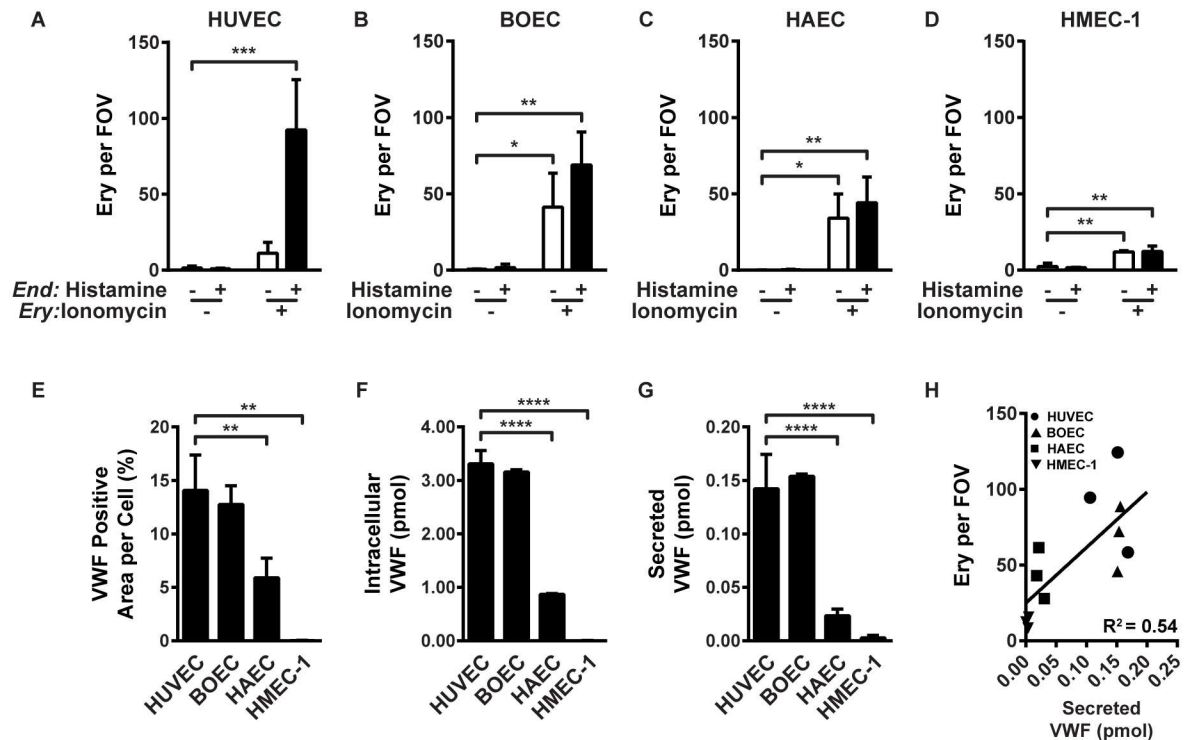 A HUVEC
Ery per FOV
150
100
50
0
***
End: Histamine - + - +
Ery: Ionomycin - +
B BOEC
Ery per FOV
150
100
50
0
**
*
Histamine - + - +
Ionomycin - +
C HAEC
Ery per FOV
150
100
50
0
**
*
Histamine - + - +
Ionomycin - +
D HMEC-1
Ery per FOV
150
100
50
0
**
**
Histamine - + - +
Ionomycin - +
E
VWF Positive
Area per Cell (%)
20
15
10
5
0
**
**
HUVEC
BOEC
HAEC
HMEC-1
F
Intracellular
VWF (pmol)
4.00
3.00
2.00
1.00
0.00
****
****
HUVEC
BOEC
HAEC
HMEC-1
G
Secreted
VWF (pmol)
0.20
0.15
0.10
0.05
0.00
****
****
HUVEC
BOEC
HAEC
HMEC-1
H
Ery per FOV
150
100
50
0
HUVEC
BOEC
HAEC
HMEC-1
R² = 0.54
0.00 0.05 0.10 0.15 0.20 0.25
Secreted
VWF (pmol)